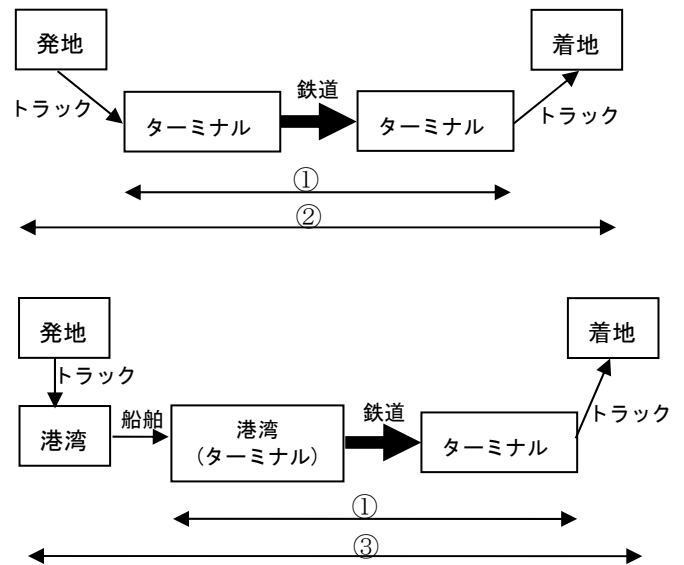 発地
着地
トラック
ターミナル
鉄道
ターミナル
トラック
①
②
発地
着地
トラック
港湾
船舶
港湾
（ターミナル）
鉄道
ターミナル
トラック
①
③